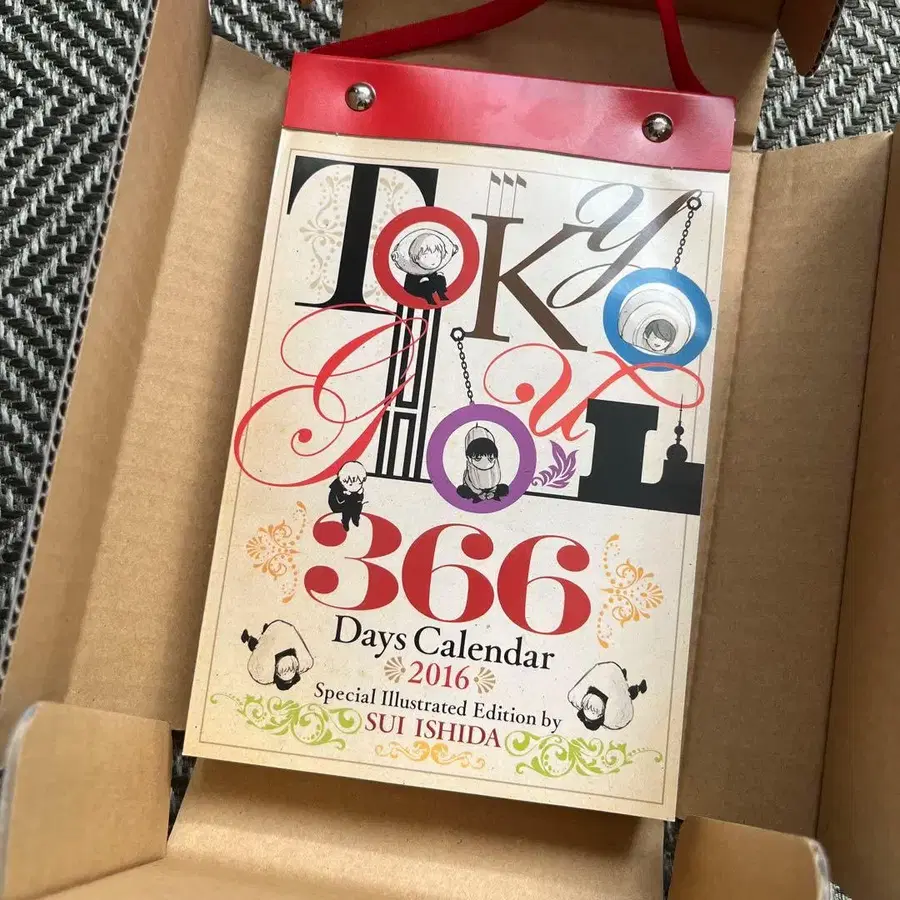 TOKyO
gHOuL
366
Days Calendar
2016
Special Illustrated Edition by
SUI ISHIDA